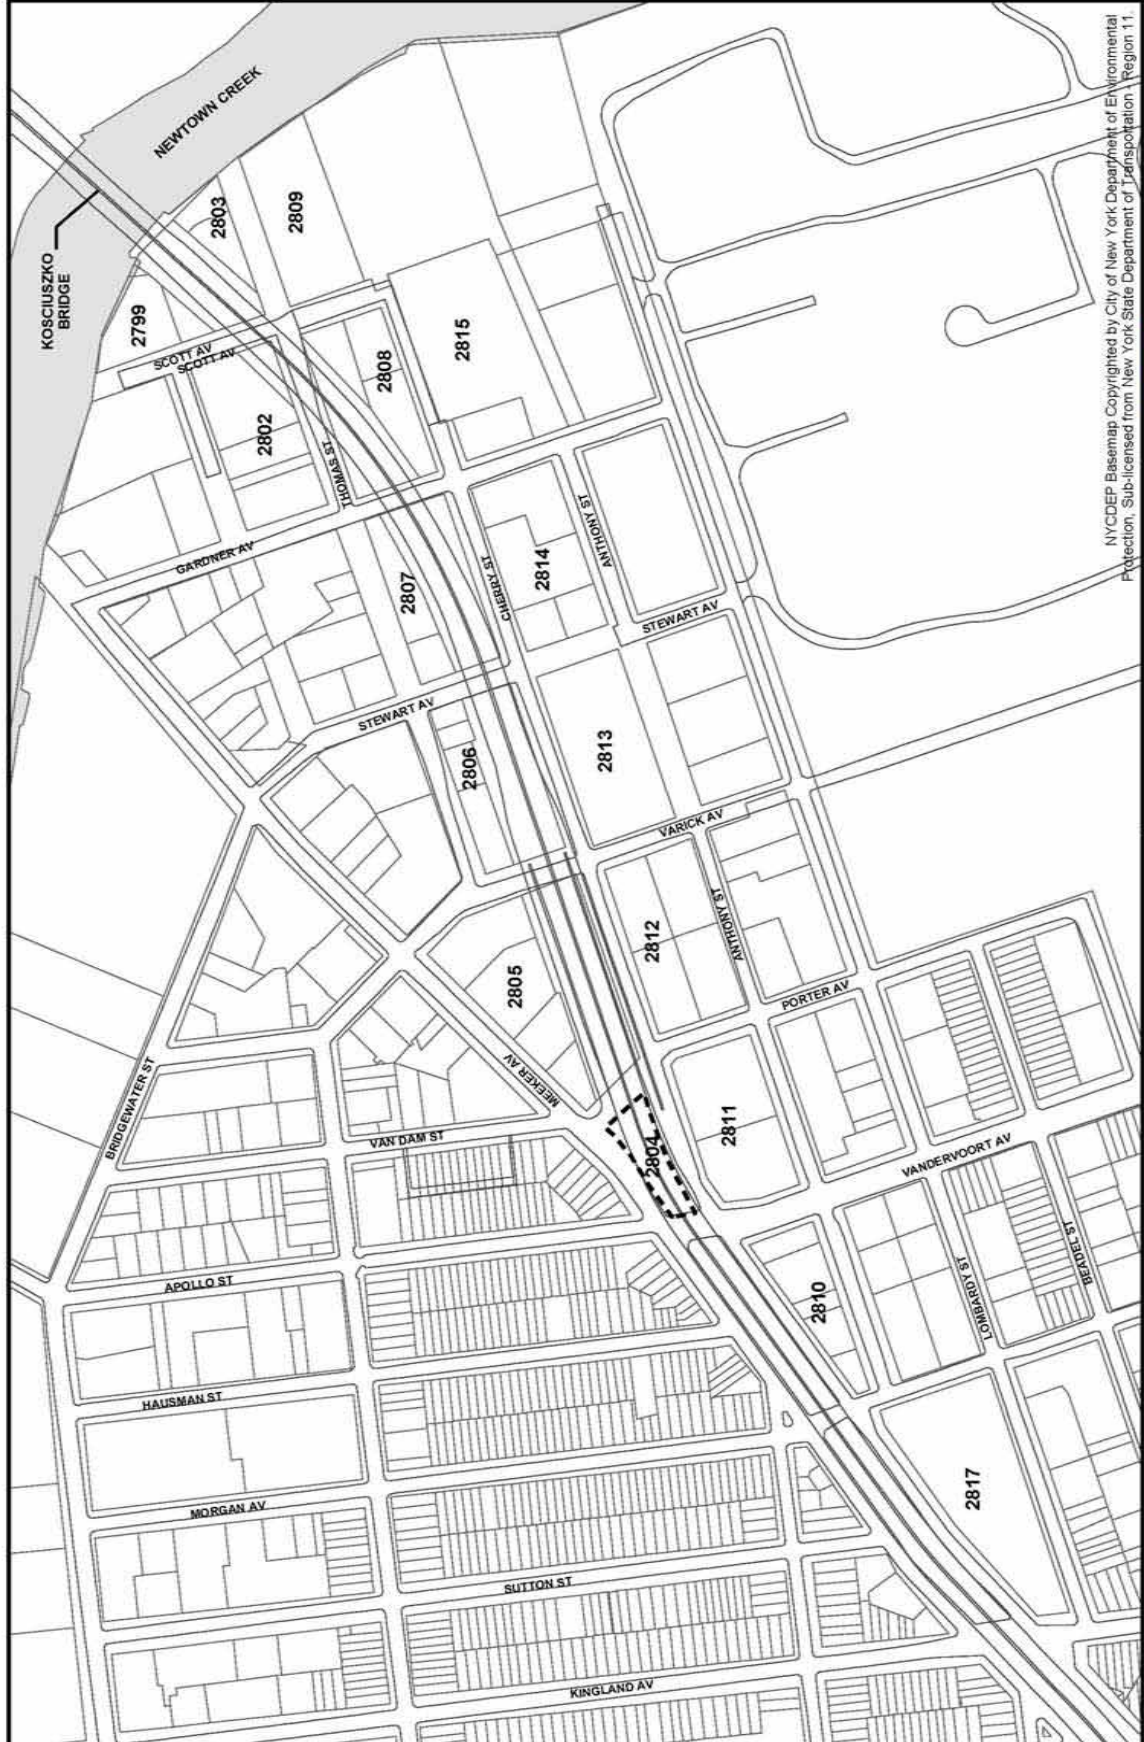 KOSCIUSZKO
BRIDGE
NEWTOWN CREEK
2799
2803
2809
SCOTT AV
SCOTT AV
2802
2808
2815
THOMAS ST
GARDNER AV
2807
CHERRY ST
2814
ANTHONY ST
STEWART AV
STEWART AV
2806
2813
VARICK AV
2805
2812
ANTHONY ST
PORTER AV
BRIDGEWATER ST
MEEKER AV
VAN DAM ST
2804
2811
VANDERVOORT AV
APOLLO ST
2810
LOMBARDY ST
BEADEL ST
HAUSMAN ST
MORGAN AV
2817
SUTTON ST
KINGLAND AV
NYCDEP Basemap Copyrighted by City of New York Department of Environmental
Protection, Sub-licensed from New York State Department of Transportation - Region 11.